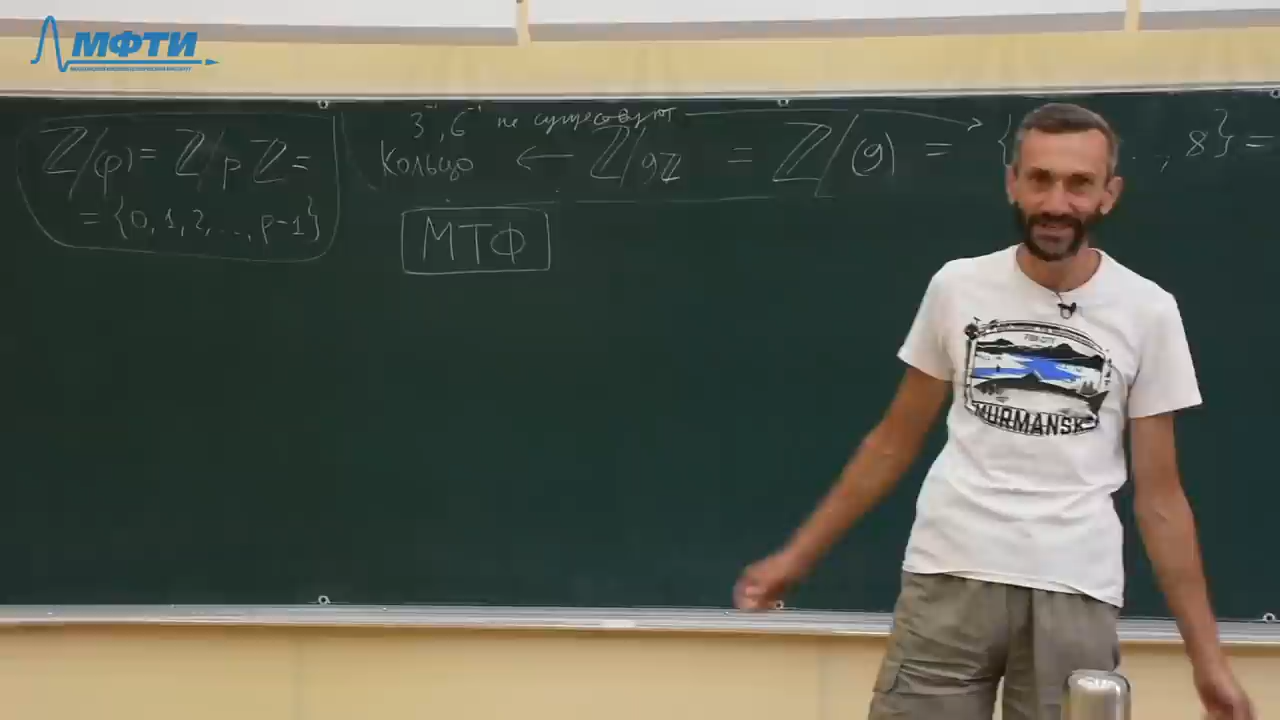 МФТИ
3⁻¹, 6⁻¹ не существуют
ℤ/(p) = ℤ/pℤ =
= {0, 1, 2, ..., p-1}
Кольцо ← ℤ/9ℤ = ℤ/(9) = { .., 8} =
МТФ
MURMANSK